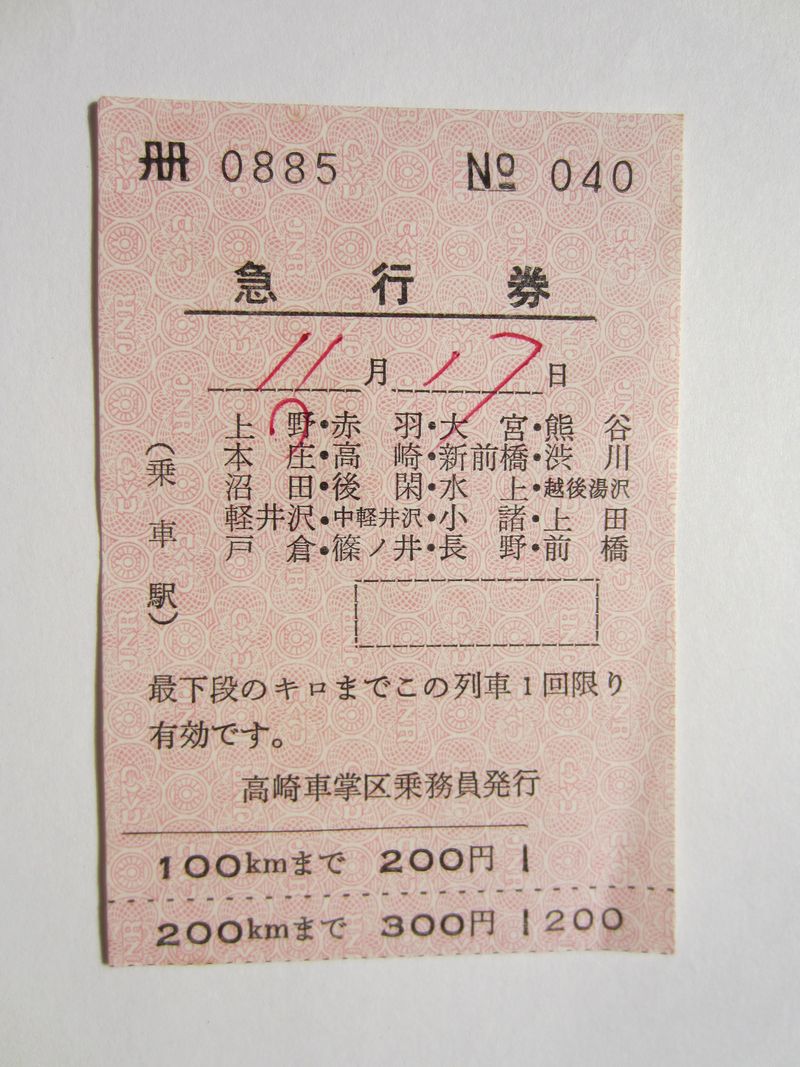 冊 0885 № 040
急行券
11月17日
(乗車駅)
上野・赤羽・大宮・熊谷
本庄・高崎・新前橋・渋川
沼田・後閑・水上・越後湯沢
軽井沢・中軽井沢・小諸・上田
戸倉・篠ノ井・長野・前橋
最下段のキロまでこの列車1回限り
有効です。
高崎車掌区乗務員発行
100kmまで 200円 1
200kmまで 300円 1200